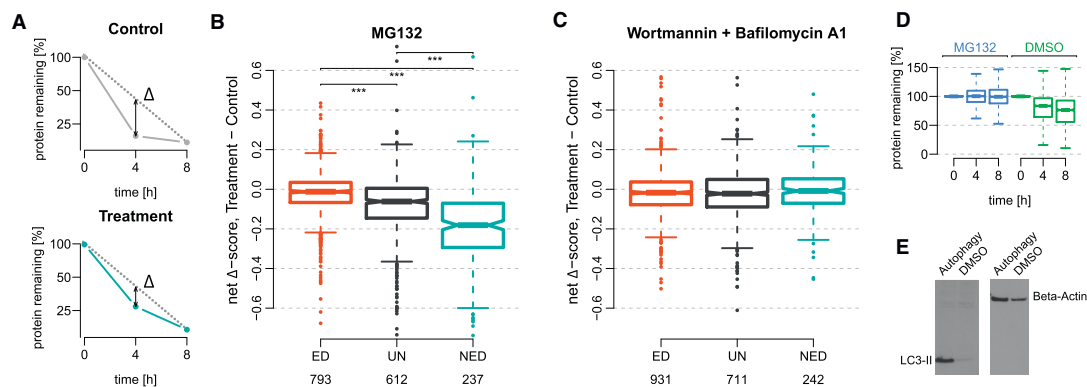 A
Control
protein remaining [%]
100
50
25
0 4 8
time [h]
Δ
Treatment
protein remaining [%]
100
50
25
0 4 8
time [h]
Δ
B
MG132
net Δ−score, Treatment − Control
0.6
0.4
0.2
0.0
−0.2
−0.4
−0.6
***
***
***
ED UN NED
793 612 237
C
Wortmannin + Bafilomycin A1
net Δ−score, Treatment − Control
0.6
0.4
0.2
0.0
−0.2
−0.4
−0.6
ED UN NED
931 711 242
D
MG132 DMSO
protein remaining [%]
150
100
50
0
0 4 8 0 4 8
time [h]
E
Autophagy
DMSO
Autophagy
DMSO
Beta-Actin
LC3-II